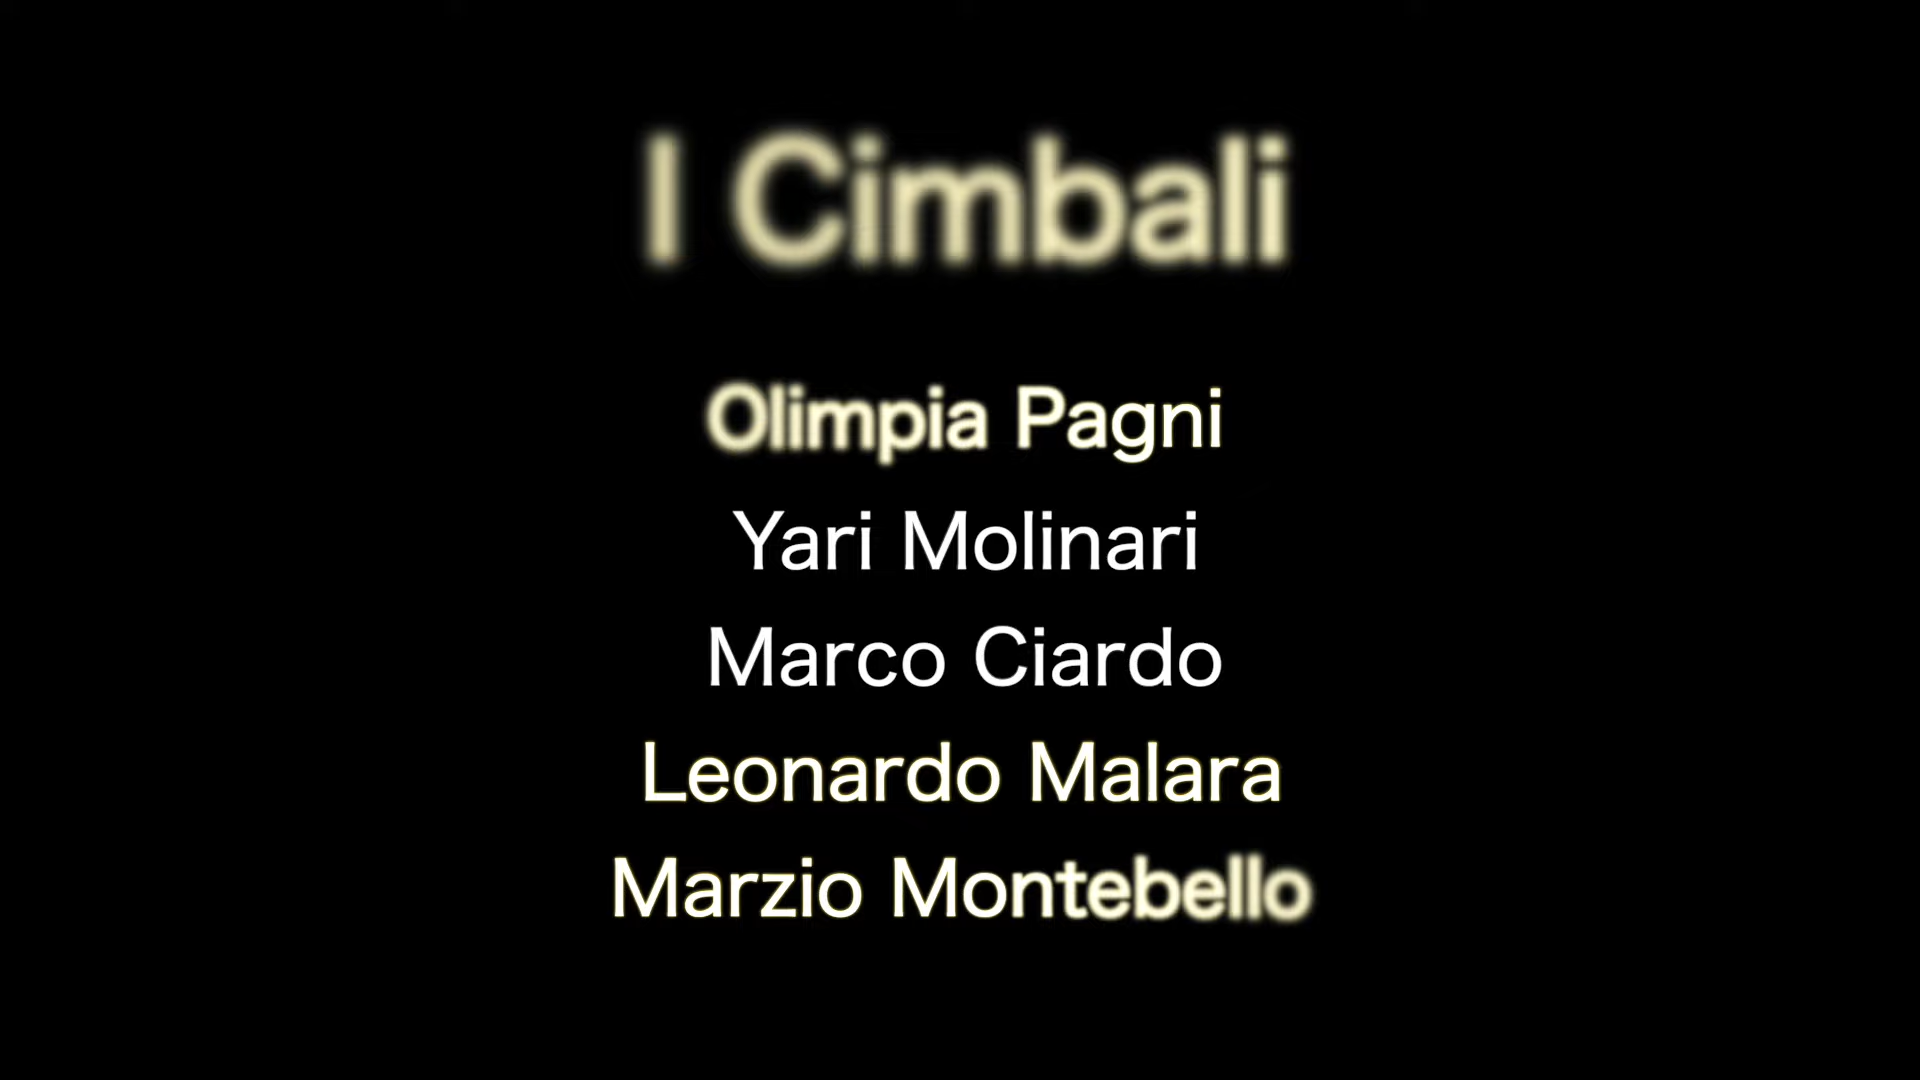 I Cimbali
Olimpia Pagni
Yari Molinari
Marco Ciardo
Leonardo Malara
Marzio Montebello